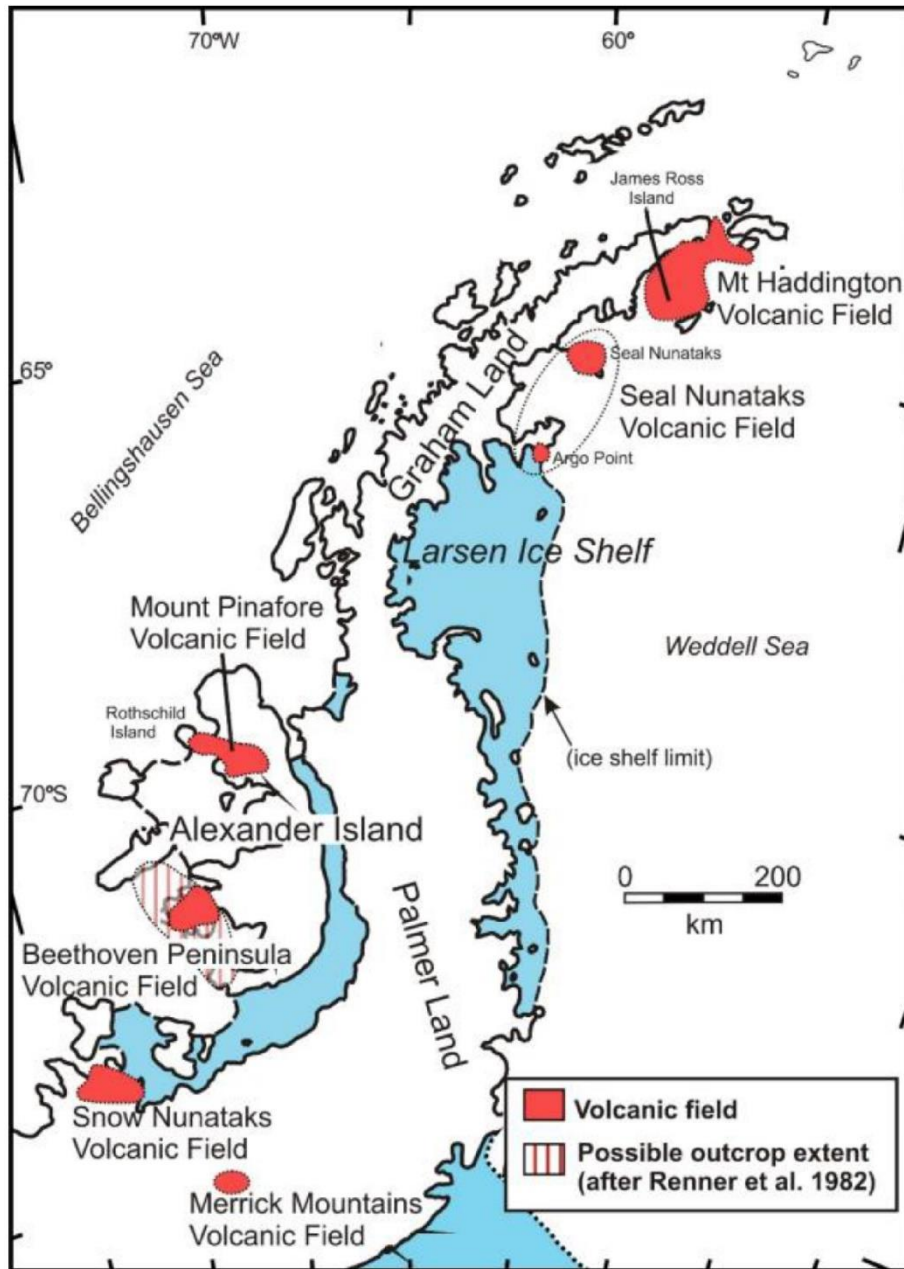 70°W
60°
James Ross
Island
Mt Haddington
Volcanic Field
65°
Bellingshausen Sea
Graham Land
Seal Nunataks
Seal Nunataks
Volcanic Field
Argo Point
Larsen Ice Shelf
Mount Pinafore
Volcanic Field
Weddell Sea
Rothschild
Island
(ice shelf limit)
70°S
Alexander Island
0 200
km
Palmer Land
Beethoven Peninsula
Volcanic Field
Snow Nunataks
Volcanic Field
Merrick Mountains
Volcanic Field
Volcanic field
Possible outcrop extent
(after Renner et al. 1982)